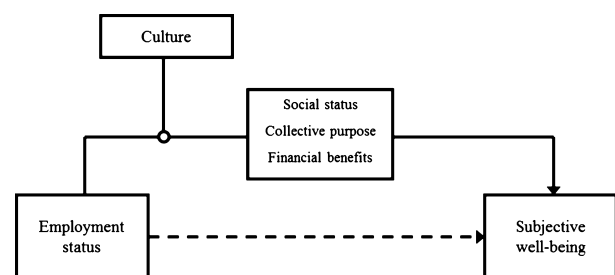 Culture
Social status
Collective purpose
Financial benefits
Employment
status
Subjective
well-being